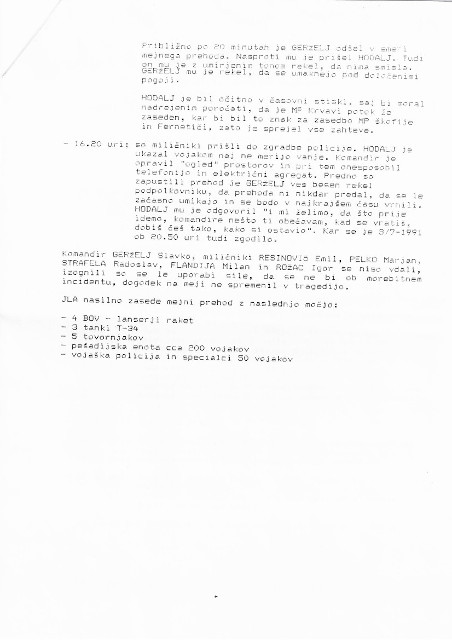 Približno po 20 minutah je GERŽELJ odšel v smeri
mejnega prehoda. Nasproti mu je prišel HODALJ. Tudi
on mu je z umirjenim tonom rekel, da nima smisla.
GERŽELJ mu je rekel, da se umaknejo pod določenimi
pogoji.
HODALJ je bil očitno v časovni stiski, saj bi moral
nadrejenim poročati, da je MP Krvavi potok že
zaseden, kar bi bil to znak za zasedbo MP Škofije
in Fernetiči, zato je sprejel vse zahteve.
- 16.20 uri: so miličniki prišli do zgradbe policije. HODALJ je
ukazal vojakom naj ne merijo vanje. Komandir je
opravil "ogled" prostorov in pri tem onesposobil
telefonijo in električni agregat. Predno so
zapustili prehod je GERŽELJ ves besen rekel
podpolkovniku, da prehoda ni nikdar predal, da se le
začasno umikajo in se bodo v najkrajšem času vrnili.
HODALJ mu je odgovoril "i mi želimo, da što prije
idemo, komandire nešto ti obečavam, kad se vratiš,
dobiš češ tako, kako si ostavio". Kar se je 3/7-1991
ob 20.50 uri tudi zgodilo.
Komandir GERŽELJ Slavko, miličniki RESINOVIČ Emil, PELKO Marjan,
STRAFELA Radoslav, FLANDIJA Milan in ROŽAC Igor se niso vdali,
izognili so se le uporabi sile, da se ne bi ob morebitnem
incidentu, dogodek na meji ne spremenil v tragedijo.
JLA nasilno zasede mejni prehod z naslednjo močjo:
- 4 BOV - lanserji raket
- 3 tanki T-34
- 5 tovornjakov
- pešadijska enota cca 200 vojakov
- vojaška policija in specialci 50 vojakov